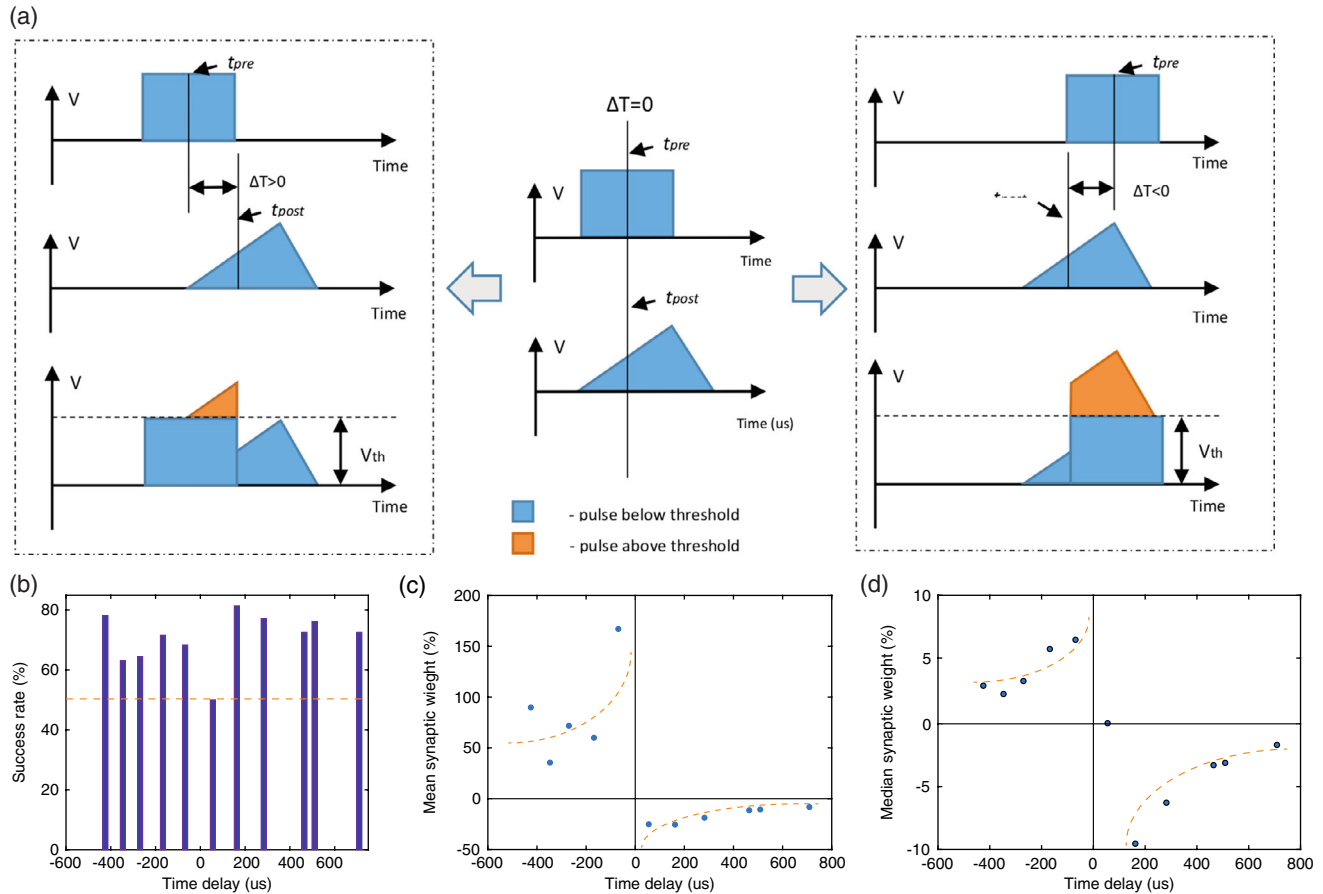 (a)
tpre
V
Time
ΔT>0
tpost
V
Time
V
Vth
Time
ΔT=0
tpre
V
Time
tpost
V
Time (us)
- pulse below threshold
- pulse above threshold
tpre
V
Time
ΔT<0
V
Time
V
Vth
Time
(b)
80
60
40
20
0
Success rate (%)
-600 -400 -200 0 200 400 600
Time delay (us)
(c)
200
150
100
50
0
-50
Mean synaptic wieght (%)
-600 -400 -200 0 200 400 600 800
Time delay (us)
(d)
10
5
0
-5
-10
Median synaptic weight (%)
-600 -400 -200 0 200 400 600 800
Time delay (us)